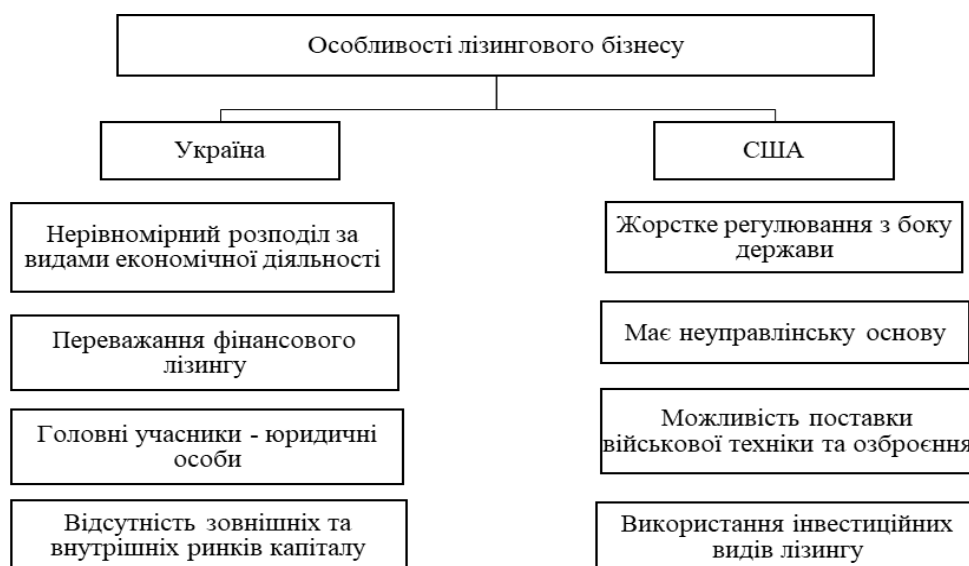 Особливості лізингового бізнесу
Україна
Нерівномірний розподіл за
видами економічної діяльності
Переважання фінансового
лізингу
Головні учасники - юридичні
особи
Відсутність зовнішніх та
внутрішніх ринків капіталу
США
Жорстке регулювання з боку
держави
Має неуправлінську основу
Можливість поставки
військової техніки та озброєння
Використання інвестиційних
видів лізингу